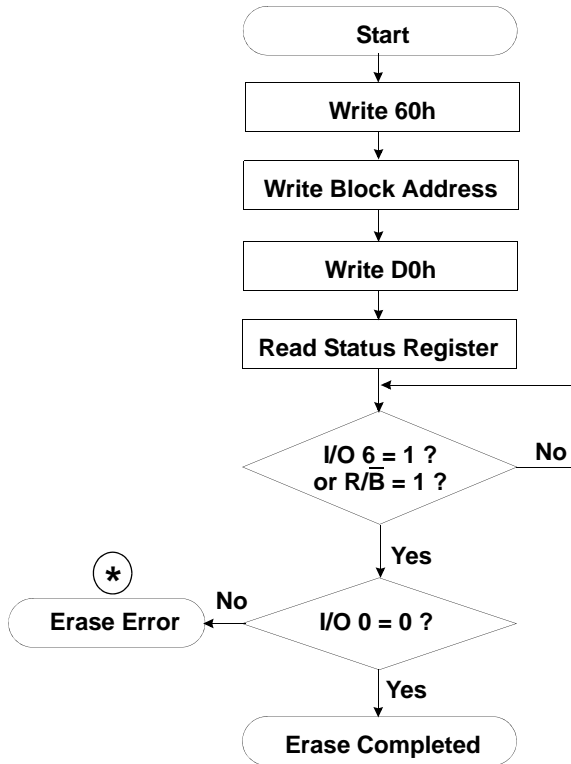 Start
Write 60h
Write Block Address
Write D0h
Read Status Register
I/O 6 = 1 ?
or R/B̅ = 1 ?
No
Yes
*
No
Erase Error
I/O 0 = 0 ?
Yes
Erase Completed